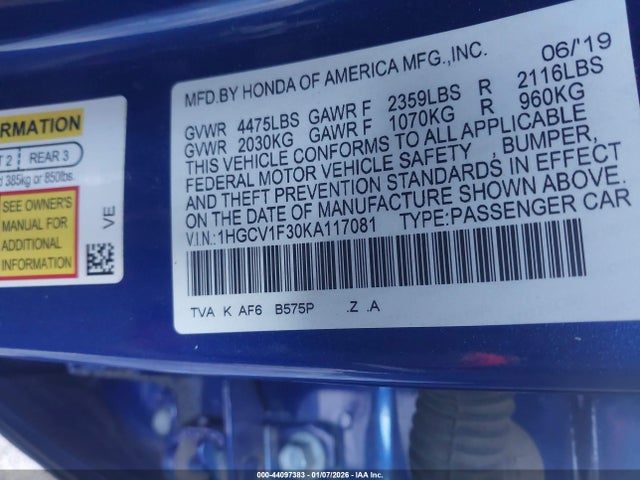 MFD.BY HONDA OF AMERICA MFG.,INC. 06/'19
GVWR 4475LBS GAWR F 2359LBS R 2116LBS
GVWR 2030KG GAWR F 1070KG R 960KG
THIS VEHICLE CONFORMS TO ALL APPLICABLE
FEDERAL MOTOR VEHICLE SAFETY , BUMPER,
AND THEFT PREVENTION STANDARDS IN EFFECT
ON THE DATE OF MANUFACTURE SHOWN ABOVE.
V.I.N.:1HGCV1F30KA117081 TYPE:PASSENGER CAR
TVA K AF6 B575P .Z .A
ORMATION
2 REAR 3
385kg or 850lbs.
SEE OWNER'S
MANUAL FOR
ADDITIONAL
INFORMATION
VE
000-44097383 | 01/07/2026 - IAA Inc.